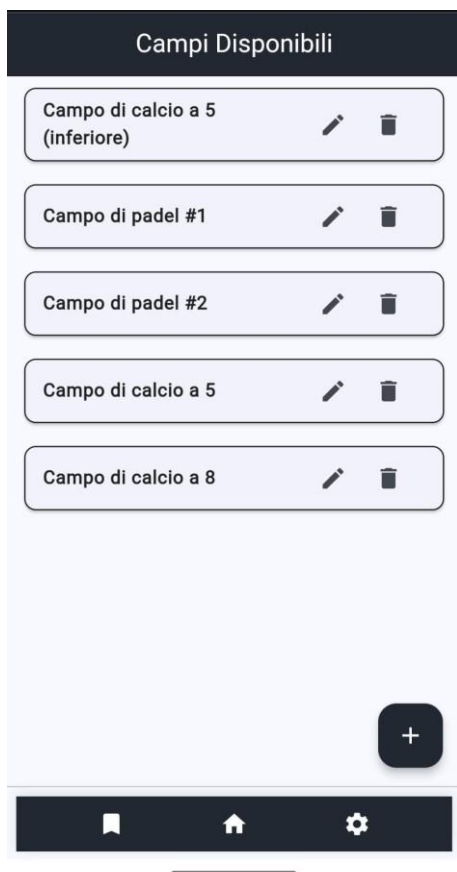 Campi Disponibili
Campo di calcio a 5
(inferiore)
Campo di padel #1
Campo di padel #2
Campo di calcio a 5
Campo di calcio a 8
+